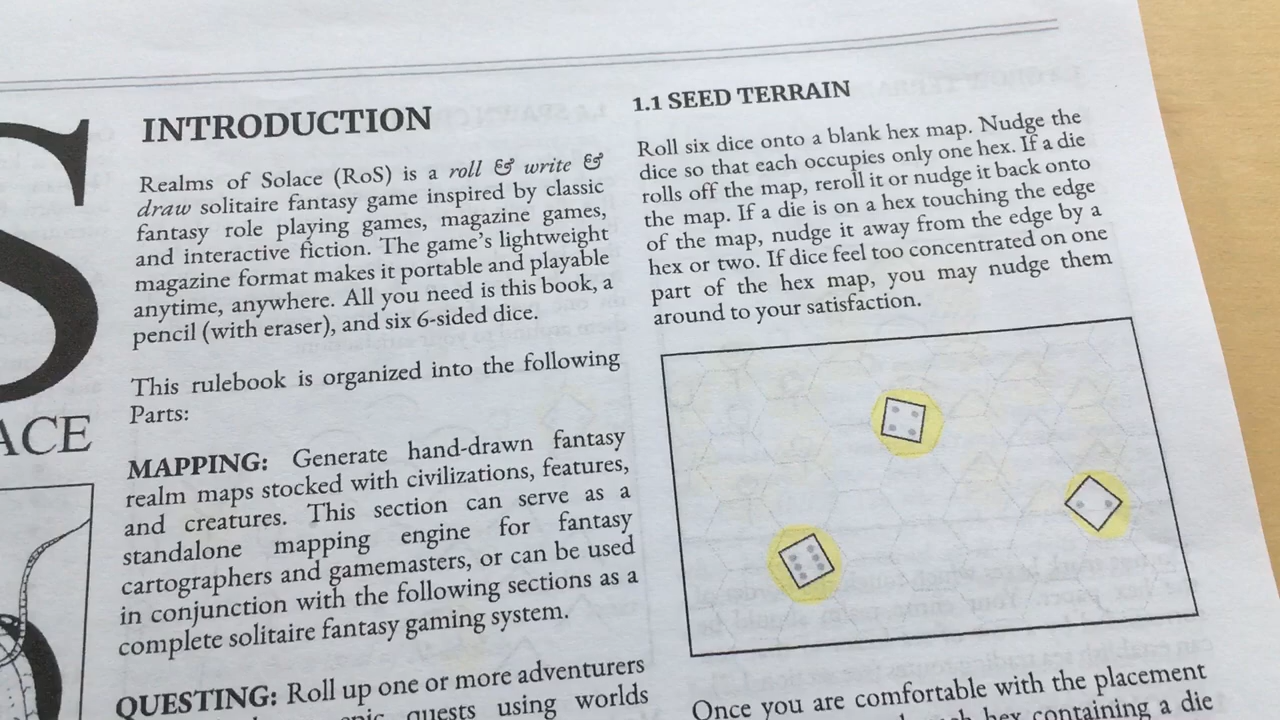 S
ACE
INTRODUCTION
Realms of Solace (RoS) is a roll & write &
draw solitaire fantasy game inspired by classic
fantasy role playing games, magazine games,
and interactive fiction. The game's lightweight
magazine format makes it portable and playable
anytime, anywhere. All you need is this book, a
pencil (with eraser), and six 6-sided dice.
This rulebook is organized into the following
Parts:
MAPPING: Generate hand-drawn fantasy
realm maps stocked with civilizations, features,
and creatures. This section can serve as a
standalone mapping engine for fantasy
cartographers and gamemasters, or can be used
in conjunction with the following sections as a
complete solitaire fantasy gaming system.
QUESTING: Roll up one or more adventurers
quests using worlds
1.1 SEED TERRAIN
Roll six dice onto a blank hex map. Nudge the
dice so that each occupies only one hex. If a die
rolls off the map, reroll it or nudge it back onto
the map. If a die is on a hex touching the edge
of the map, nudge it away from the edge by a
hex or two. If dice feel too concentrated on one
part of the hex map, you may nudge them
around to your satisfaction.
Once you are comfortable with the placement
hex containing a die